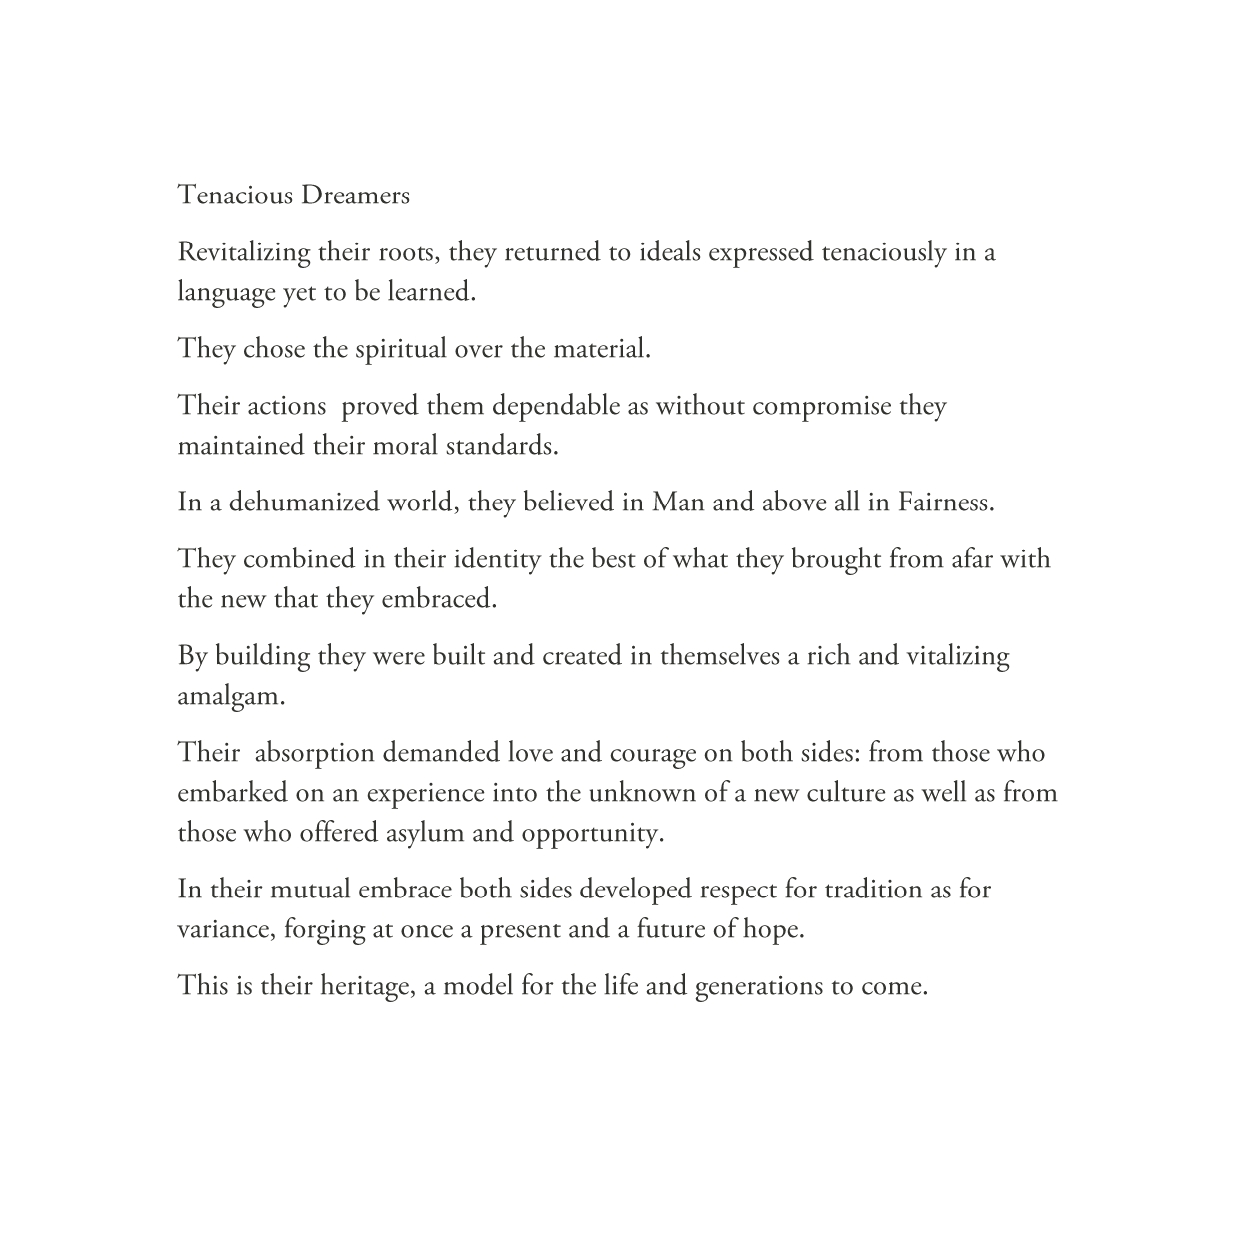 Tenacious Dreamers
Revitalizing their roots, they returned to ideals expressed tenaciously in a
language yet to be learned.
They chose the spiritual over the material.
Their actions  proved them dependable as without compromise they
maintained their moral standards.
In a dehumanized world, they believed in Man and above all in Fairness.
They combined in their identity the best of what they brought from afar with
the new that they embraced.
By building they were built and created in themselves a rich and vitalizing
amalgam.
Their  absorption demanded love and courage on both sides: from those who
embarked on an experience into the unknown of a new culture as well as from
those who offered asylum and opportunity.
In their mutual embrace both sides developed respect for tradition as for
variance, forging at once a present and a future of hope.
This is their heritage, a model for the life and generations to come.